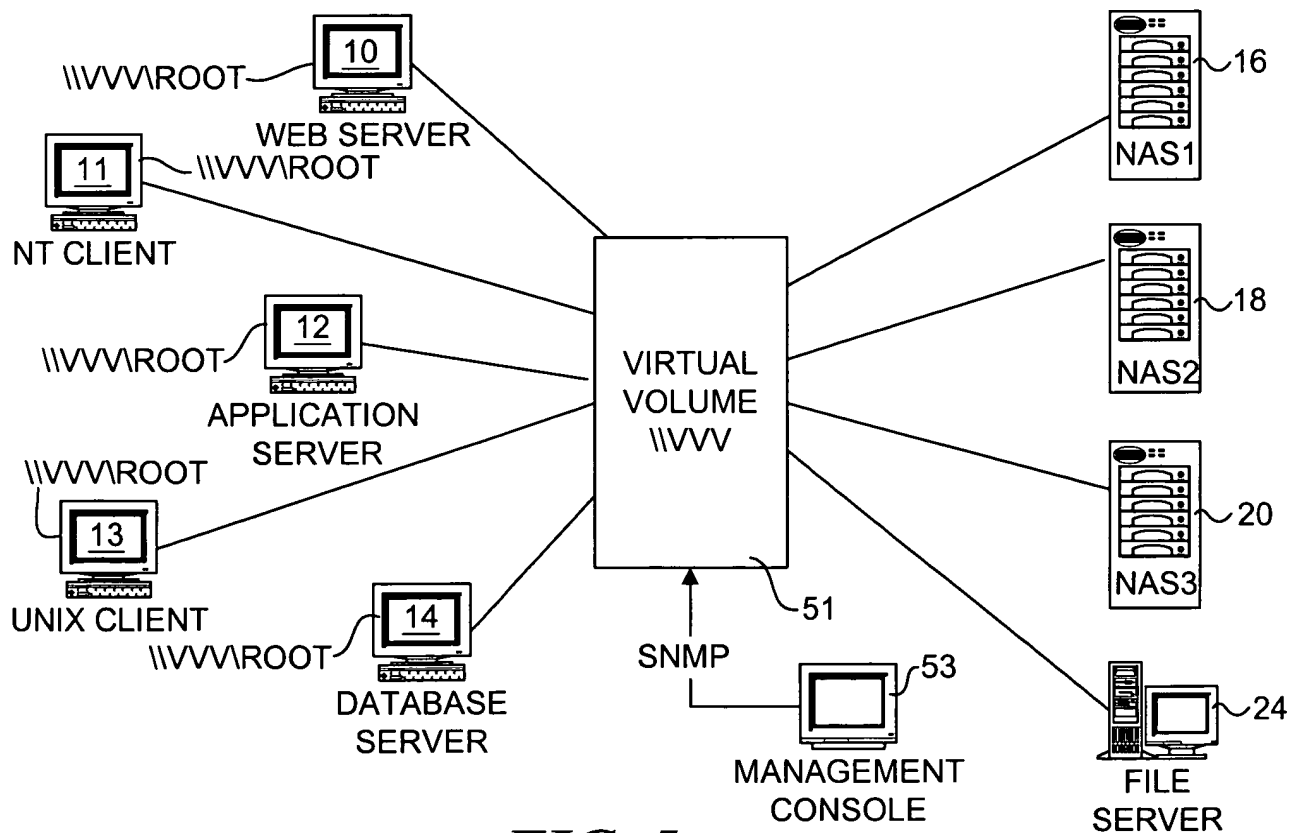 10
\\VVV\ROOT
WEB SERVER
11
\\VVV\ROOT
NT CLIENT
12
\\VVV\ROOT
APPLICATION
SERVER
\\VVV\ROOT
13
UNIX CLIENT
14
\\VVV\ROOT
DATABASE
SERVER
VIRTUAL
VOLUME
\\VVV
51
SNMP
53
MANAGEMENT
CONSOLE
16
NAS1
18
NAS2
20
NAS3
24
FILE
SERVER